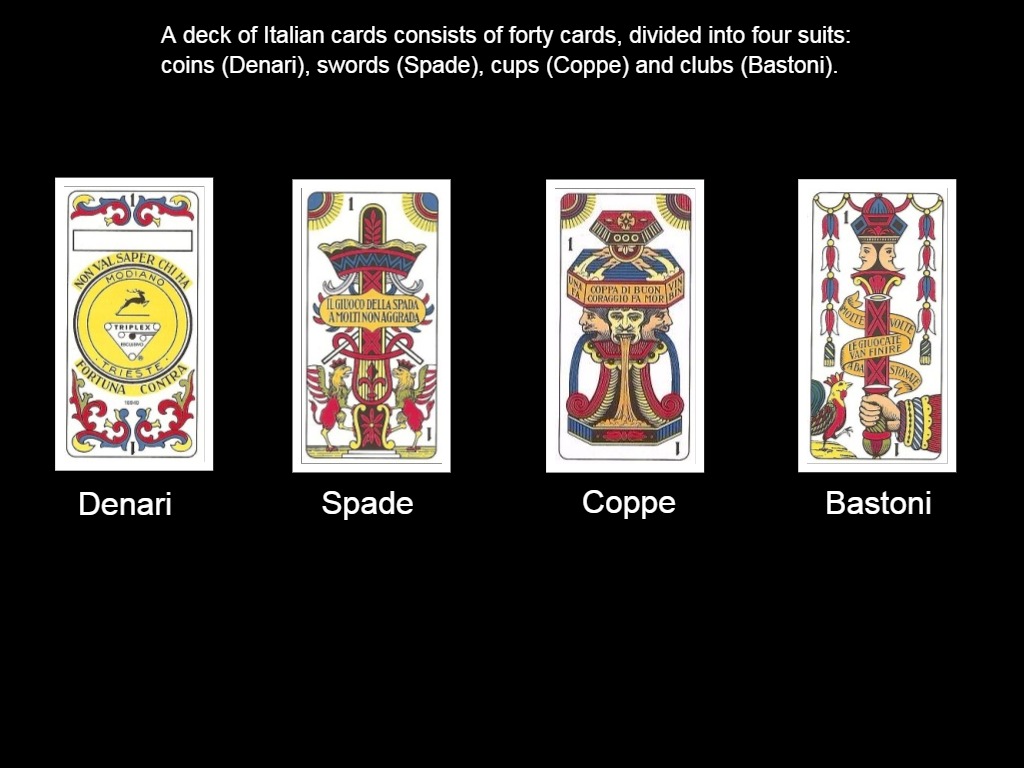 A deck of Italian cards consists of forty cards, divided into four suits:
coins (Denari), swords (Spade), cups (Coppe) and clubs (Bastoni).
1
NON VAL SAPER CHI HA
MODIANO
TRIPLEX
ESCLUSIVO
TRIESTE
FORTUNA CONTRA
1
1
IL GIUOCO DELLA SPADA
A MOLTI NON AGGRADA
1
1
COPPA DI BUON
CORAGGIO FA MOR
1
1
MOLTE VOLTE
LE GIUOCATE
VAN FINIRE
A BASTONATE
1
Denari
Spade
Coppe
Bastoni